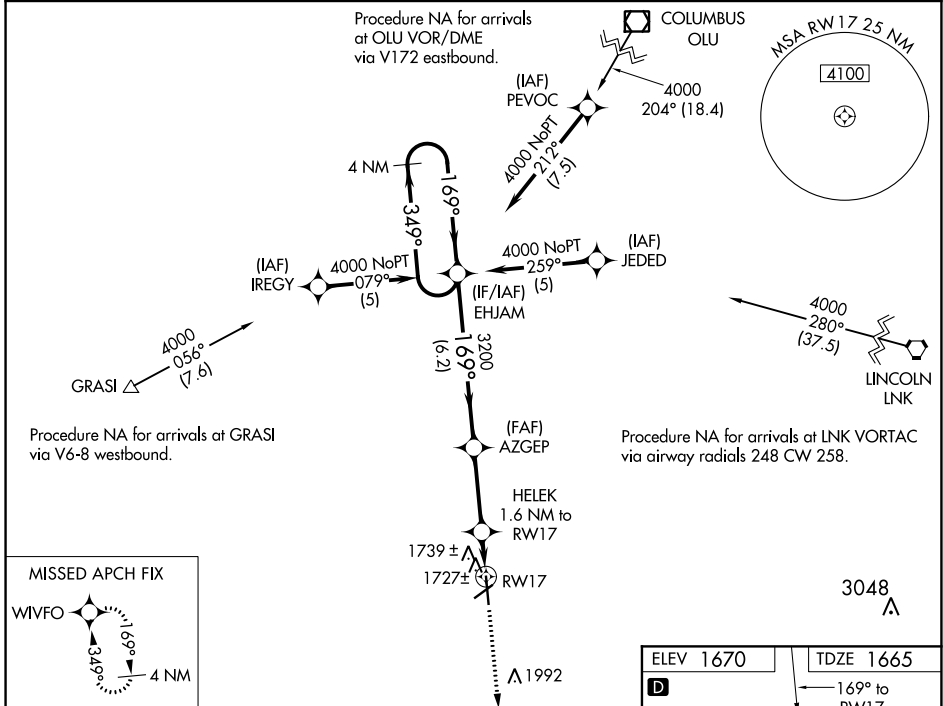 Procedure NA for arrivals
at OLU VOR/DME
via V172 eastbound.
COLUMBUS
OLU
MSA RW17 25 NM
4100
(IAF)
PEVOC
4000
204° (18.4)
4000 NoPT
212°
(7.5)
4 NM
169°
349°
(IAF)
IREGY
4000 NoPT
079°
(5)
4000 NoPT
259°
(5)
(IAF)
JEDED
(IF/IAF)
EHJAM
4000
056°
(7.6)
GRASI
3200
169°
(6.2)
4000
280°
(37.5)
LINCOLN
LNK
Procedure NA for arrivals at GRASI
via V6-8 westbound.
(FAF)
AZGEP
Procedure NA for arrivals at LNK VORTAC
via airway radials 248 CW 258.
HELEK
1.6 NM to
RW17
1739 ±
1727±
RW17
MISSED APCH FIX
WIVFO
169°
349°
4 NM
3048
1992
ELEV 1670
TDZE 1665
D
169° to
RW17